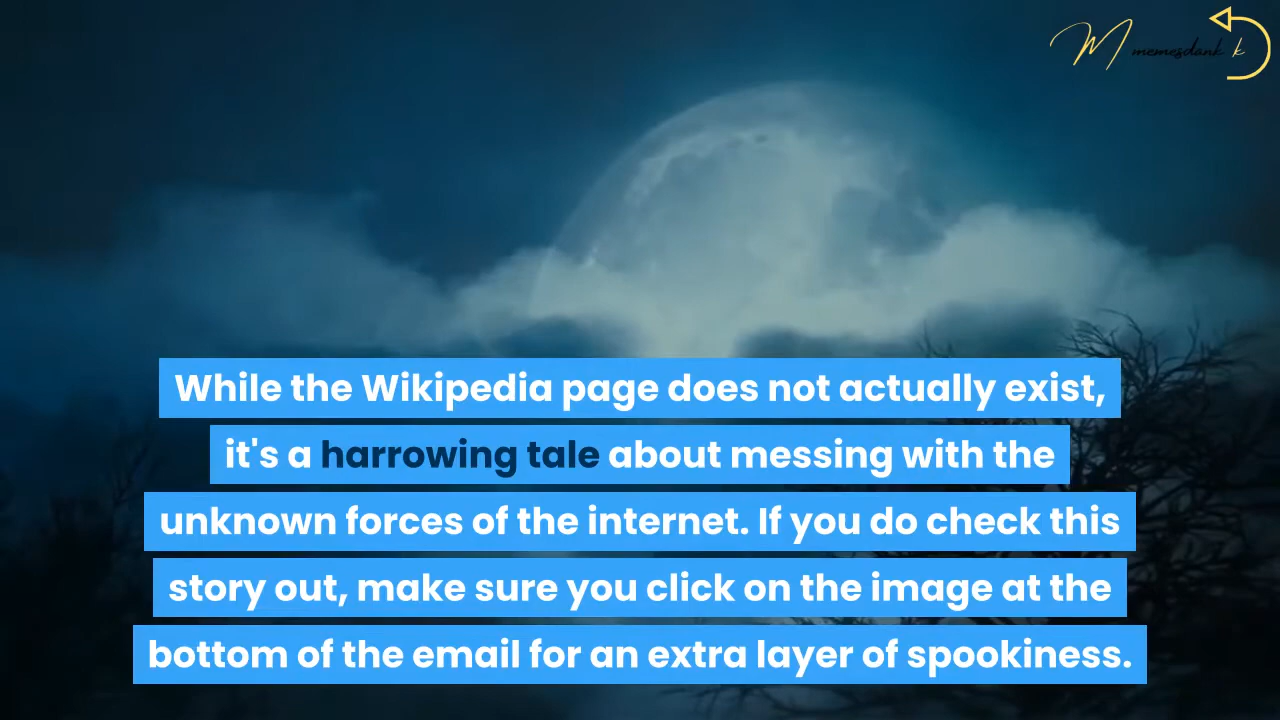 M memesdank k
While the Wikipedia page does not actually exist,
it's a harrowing tale about messing with the
unknown forces of the internet. If you do check this
story out, make sure you click on the image at the
bottom of the email for an extra layer of spookiness.